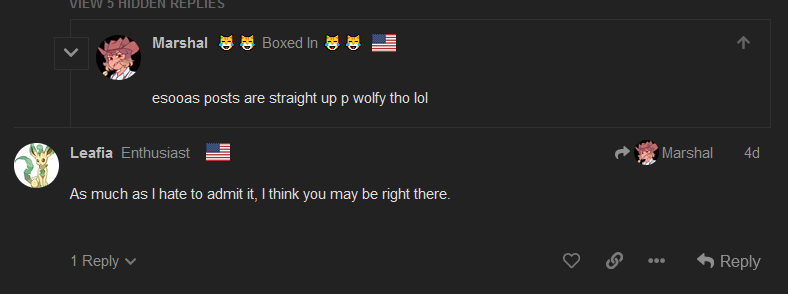 VIEW 5 HIDDEN REPLIES
Marshal 😹 😹 Boxed In 😹 😹
esooas posts are straight up p wolfy tho lol
Leafia Enthusiast
Marshal 4d
As much as I hate to admit it, I think you may be right there.
1 Reply
Reply